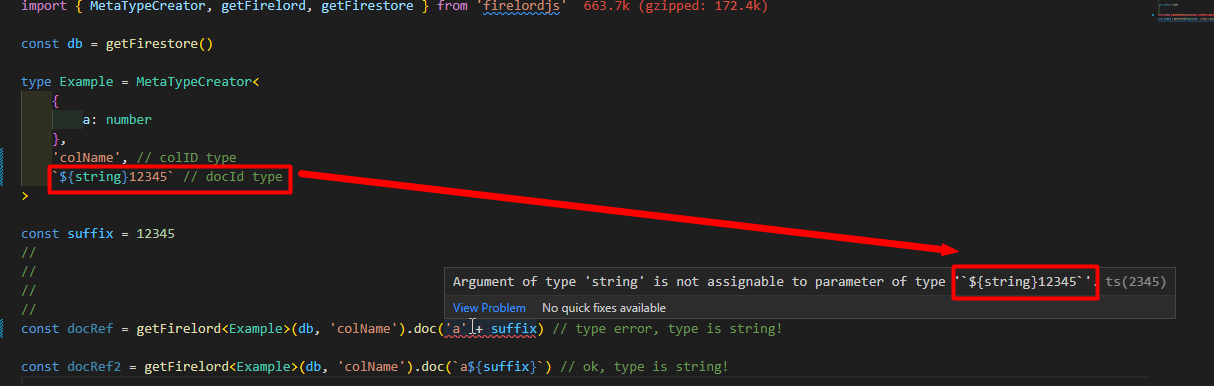 import { MetaTypeCreator, getFirelord, getFirestore } from 'firelordjs' 663.7k (gzipped: 172.4k)
const db = getFirestore()
type Example = MetaTypeCreator<
{
a: number
},
'colName', // colID type
`${string}12345` // docId type
>
const suffix = 12345
//
//
//
//
Argument of type 'string' is not assignable to parameter of type '`${string}12345`'. ts(2345)
View Problem No quick fixes available
const docRef = getFirelord<Example>(db, 'colName').doc('a' + suffix) // type error, type is string!
const docRef2 = getFirelord<Example>(db, 'colName').doc(`a${suffix}`) // ok, type is string!